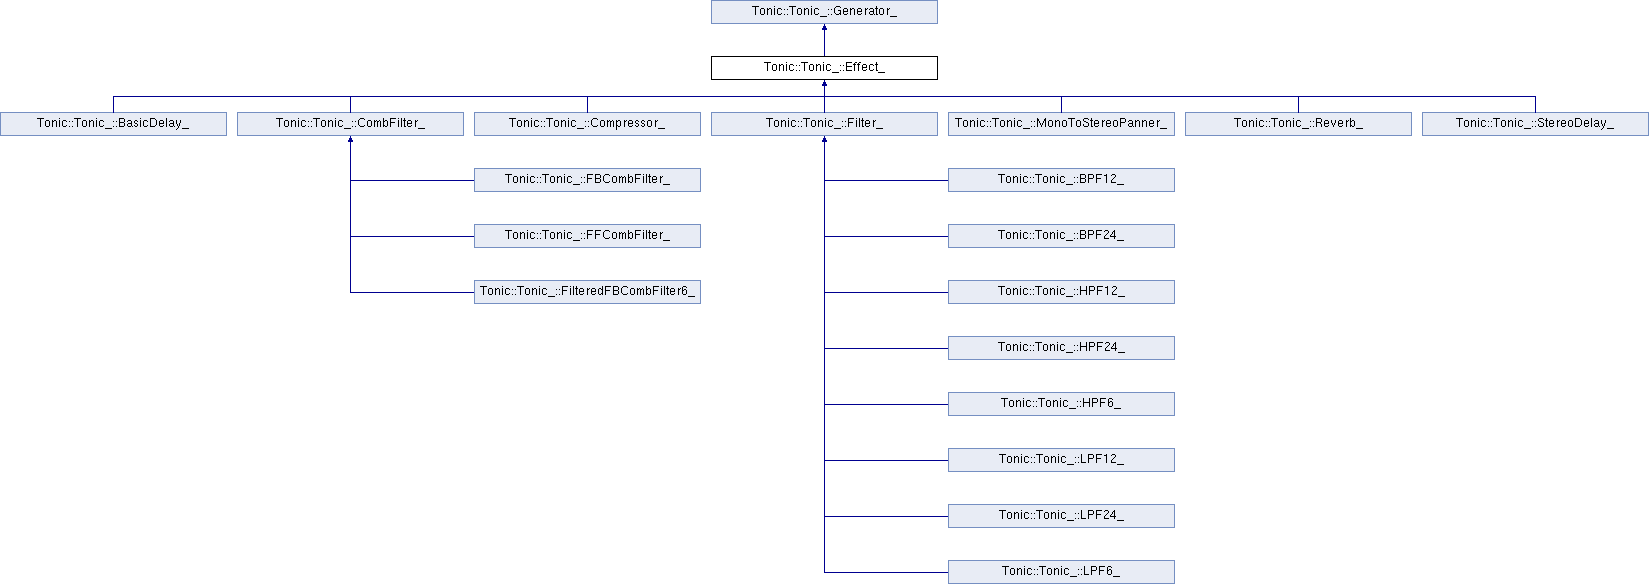 Tonic::Tonic_::Generator_
Tonic::Tonic_::Effect_
Tonic::Tonic_::BasicDelay_
Tonic::Tonic_::CombFilter_
Tonic::Tonic_::Compressor_
Tonic::Tonic_::Filter_
Tonic::Tonic_::MonoToStereoPanner_
Tonic::Tonic_::Reverb_
Tonic::Tonic_::StereoDelay_
Tonic::Tonic_::FBCombFilter_
Tonic::Tonic_::BPF12_
Tonic::Tonic_::FFCombFilter_
Tonic::Tonic_::BPF24_
Tonic::Tonic_::FilteredFBCombFilter6_
Tonic::Tonic_::HPF12_
Tonic::Tonic_::HPF24_
Tonic::Tonic_::HPF6_
Tonic::Tonic_::LPF12_
Tonic::Tonic_::LPF24_
Tonic::Tonic_::LPF6_